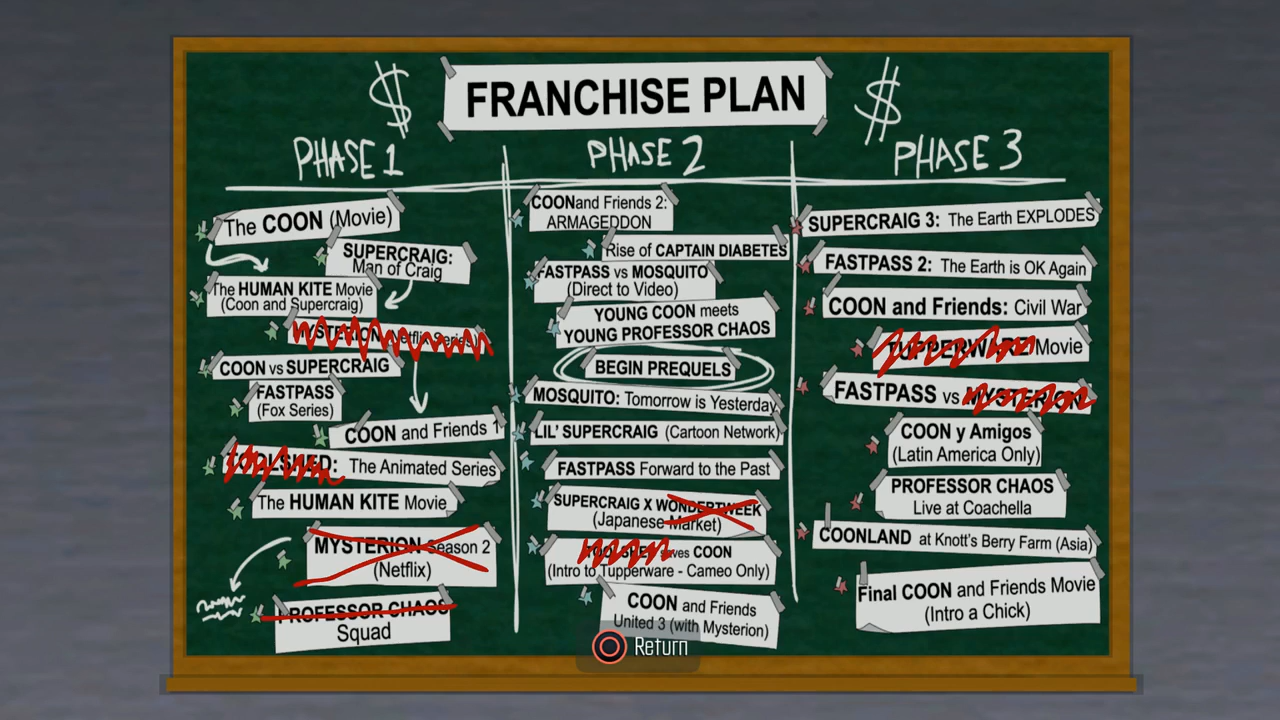 $ FRANCHISE PLAN $
PHASE 1
The COON (Movie)
SUPERCRAIG:
Man of Craig
The HUMAN KITE Movie
(Coon and Supercraig)
MYSTERION Netflix Series
COON vs SUPERCRAIG
FASTPASS
(Fox Series)
COON and Friends 1
TOOLSHED: The Animated Series
The HUMAN KITE Movie
MYSTERION Season 2
(Netflix)
PROFESSOR CHAOS
Squad
PHASE 2
COON and Friends 2:
ARMAGEDDON
Rise of CAPTAIN DIABETES
FASTPASS vs MOSQUITO
(Direct to Video)
YOUNG COON meets
YOUNG PROFESSOR CHAOS
BEGIN PREQUELS
MOSQUITO: Tomorrow is Yesterday
LIL' SUPERCRAIG (Cartoon Network)
FASTPASS Forward to the Past
SUPERCRAIG X WONDERTWEEK
(Japanese Market)
TOOLSHED saves COON
(Intro to Tupperware - Cameo Only)
COON and Friends
United 3 (with Mysterion)
PHASE 3
SUPERCRAIG 3: The Earth EXPLODES
FASTPASS 2: The Earth is OK Again
COON and Friends: Civil War
TUPPERWARE Movie
FASTPASS vs MYSTERION
COON y Amigos
(Latin America Only)
PROFESSOR CHAOS
Live at Coachella
COONLAND at Knott's Berry Farm (Asia)
Final COON and Friends Movie
(Intro a Chick)
Return